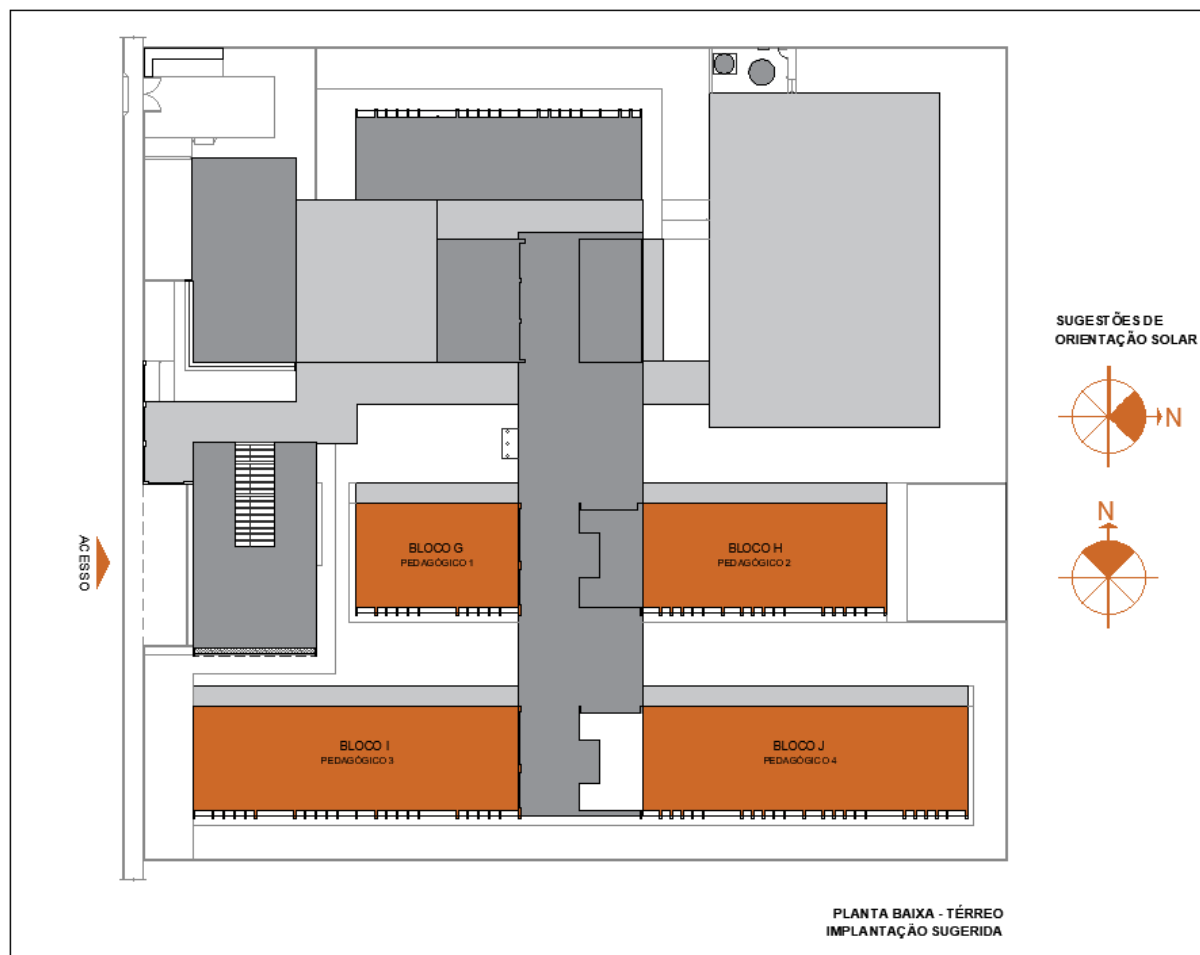 SUGESTÕES DE
ORIENTAÇÃO SOLAR
N
N
ACESSO
BLOCO G
PEDAGÓGICO 1
BLOCO H
PEDAGÓGICO 2
BLOCO I
PEDAGÓGICO 3
BLOCO J
PEDAGÓGICO 4
PLANTA BAIXA - TÉRREO
IMPLANTAÇÃO SUGERIDA